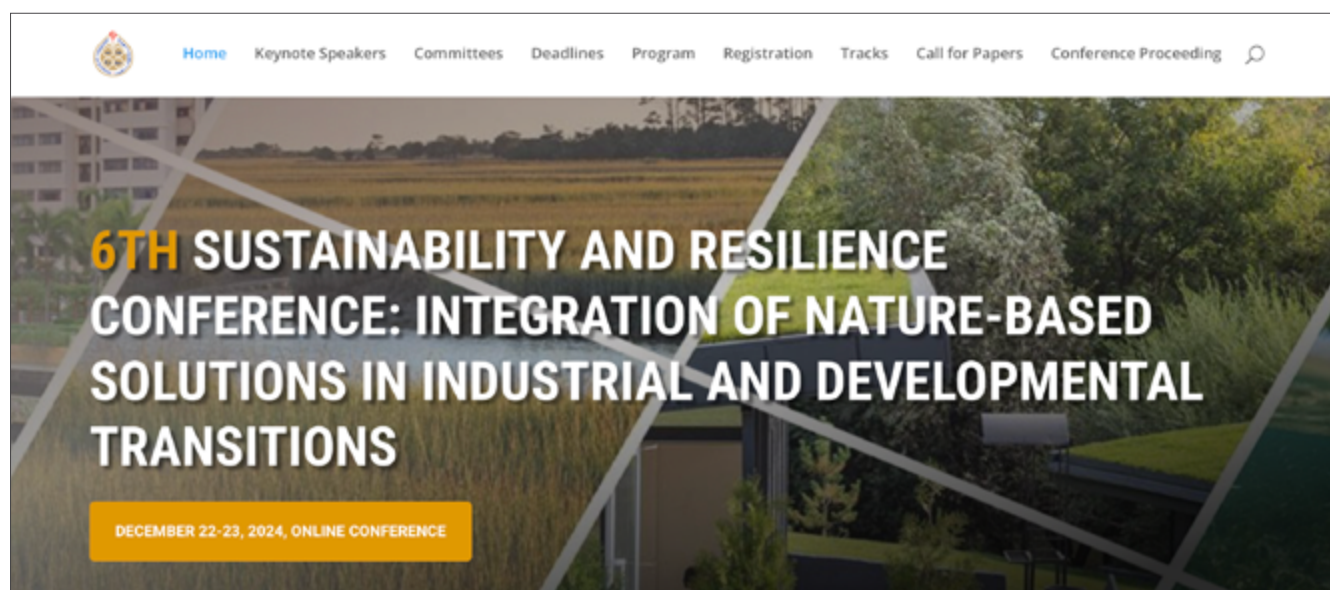 Home Keynote Speakers Committees Deadlines Program Registration Tracks Call for Papers Conference Proceeding
6TH SUSTAINABILITY AND RESILIENCE
CONFERENCE: INTEGRATION OF NATURE-BASED
SOLUTIONS IN INDUSTRIAL AND DEVELOPMENTAL
TRANSITIONS
DECEMBER 22-23, 2024, ONLINE CONFERENCE